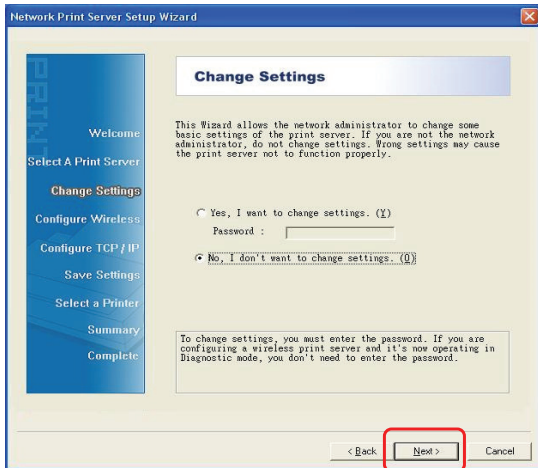 Network Print Server Setup Wizard
PRINT
Welcome
Select A Print Server
Change Settings
Configure Wireless
Configure TCP / IP
Save Settings
Select a Printer
Summary
Complete
Change Settings
This Wizard allows the network administrator to change some
basic settings of the print server. If you are not the network
administrator, do not change settings. Wrong settings may cause
the print server not to function properly.
Yes, I want to change settings. (Y)
Password :
No, I don't want to change settings. (O)
To change settings, you must enter the password. If you are
configuring a wireless print server and it's now operating in
Diagnostic mode, you don't need to enter the password.
< Back
Next >
Cancel